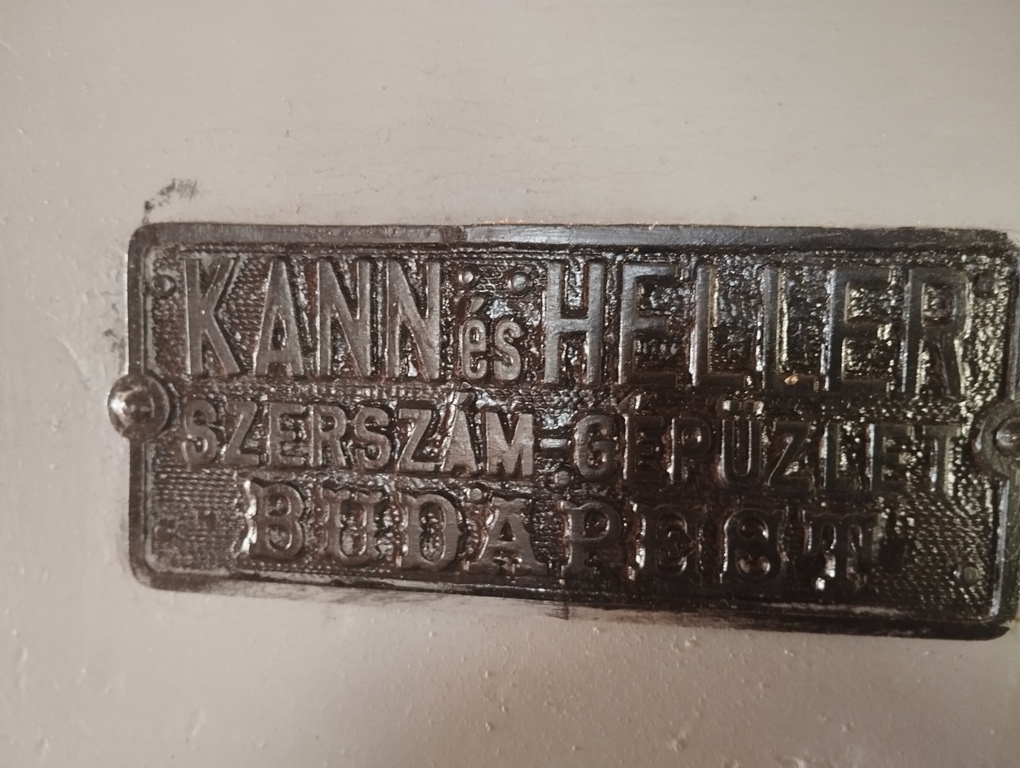 KANN és HELLER
SZERSZÁM-GÉPÜZLET
BUDAPEST